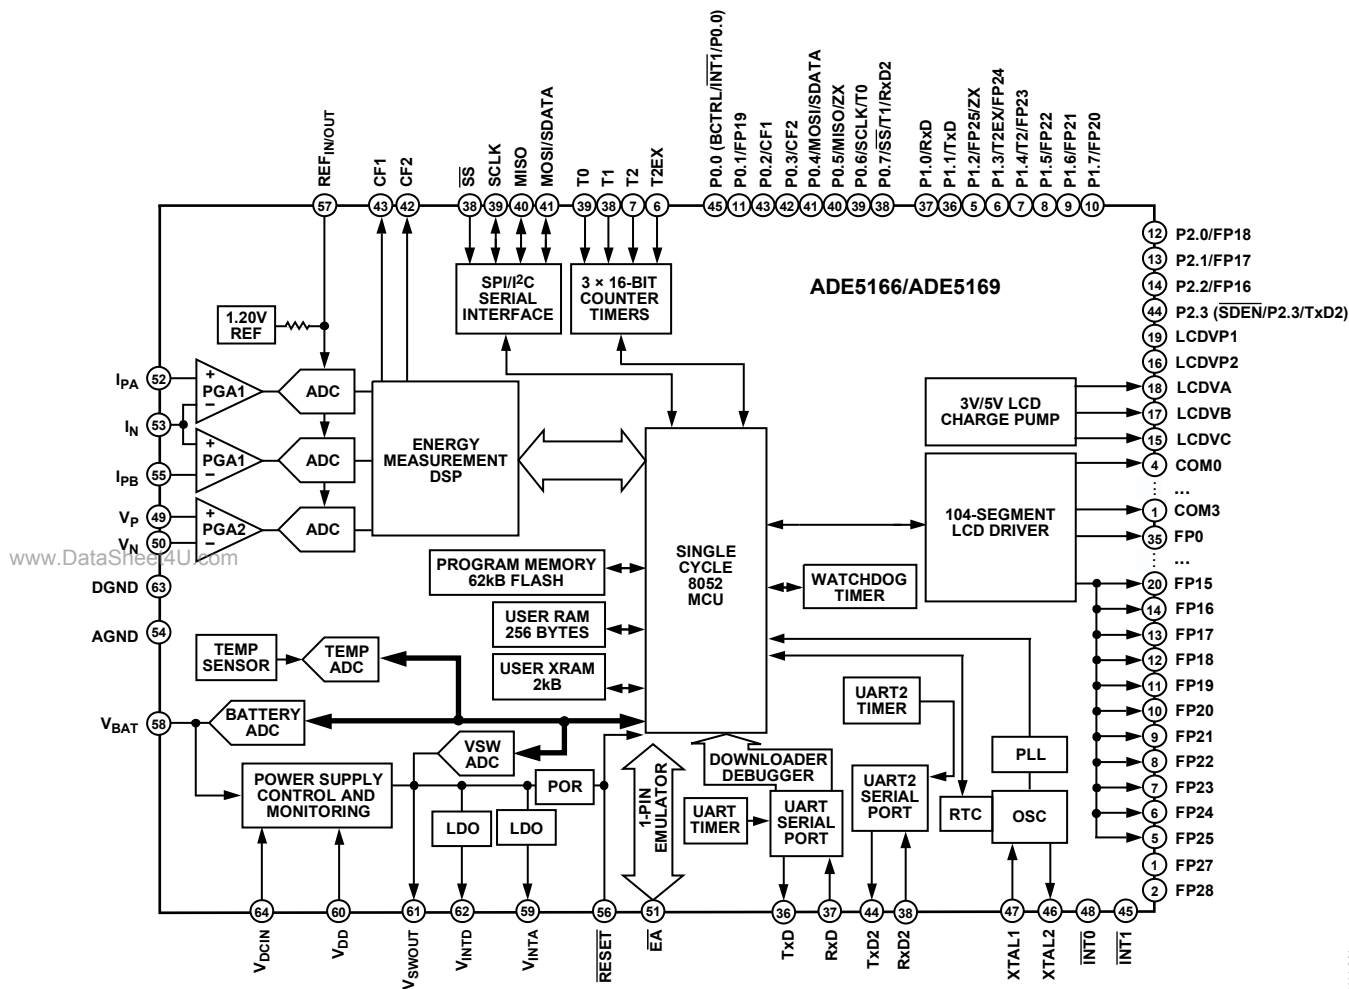 REFIN/OUT
CF1
CF2
SS
SCLK
MISO
MOSI/SDATA
T0
T1
T2
T2EX
P0.0 (BCTRL/INT1/P0.0)
P0.1/FP19
P0.2/CF1
P0.3/CF2
P0.4/MOSI/SDATA
P0.5/MISO/ZX
P0.6/SCLK/T0
P0.7/SS/T1/RxD2
P1.0/RxD
P1.1/TxD
P1.2/FP25/ZX
P1.3/T2EX/FP24
P1.4/T2/FP23
P1.5/FP22
P1.6/FP21
P1.7/FP20
57
43
42
38
39
40
41
39
38
7
6
45
11
43
42
41
40
39
38
37
36
5
6
7
8
9
10
12 P2.0/FP18
13 P2.1/FP17
14 P2.2/FP16
44 P2.3 (SDEN/P2.3/TxD2)
19 LCDVP1
16 LCDVP2
18 LCDVA
17 LCDVB
15 LCDVC
4 COM0
...
1 COM3
35 FP0
...
20 FP15
14 FP16
13 FP17
12 FP18
11 FP19
10 FP20
9 FP21
8 FP22
7 FP23
6 FP24
5 FP25
1 FP27
2 FP28
ADE5166/ADE5169
1.20V
REF
SPI/I2C
SERIAL
INTERFACE
3 × 16-BIT
COUNTER
TIMERS
IPA 52
IN 53
IPB 55
VP 49
VN 50
DGND 63
AGND 54
VBAT 58
+
PGA1
−
ADC
+
PGA1
−
ADC
+
PGA2
−
ADC
ENERGY
MEASUREMENT
DSP
3V/5V LCD
CHARGE PUMP
104-SEGMENT
LCD DRIVER
SINGLE
CYCLE
8052
MCU
www.DataSheet4U.com
PROGRAM MEMORY
62kB FLASH
USER RAM
256 BYTES
USER XRAM
2kB
WATCHDOG
TIMER
TEMP
SENSOR
TEMP
ADC
BATTERY
ADC
VSW
ADC
POWER SUPPLY
CONTROL AND
MONITORING
LDO
LDO
POR
1-PIN
EMULATOR
DOWNLOADER
DEBUGGER
UART
TIMER
UART
SERIAL
PORT
UART2
TIMER
UART2
SERIAL
PORT
RTC
PLL
OSC
64
60
61
62
59
56
51
36
37
44
38
47
46
48
45
VDCIN
VDD
VSWOUT
VINTD
VINTA
RESET
EA
TxD
RxD
TxD2
RxD2
XTAL1
XTAL2
INT0
INT1